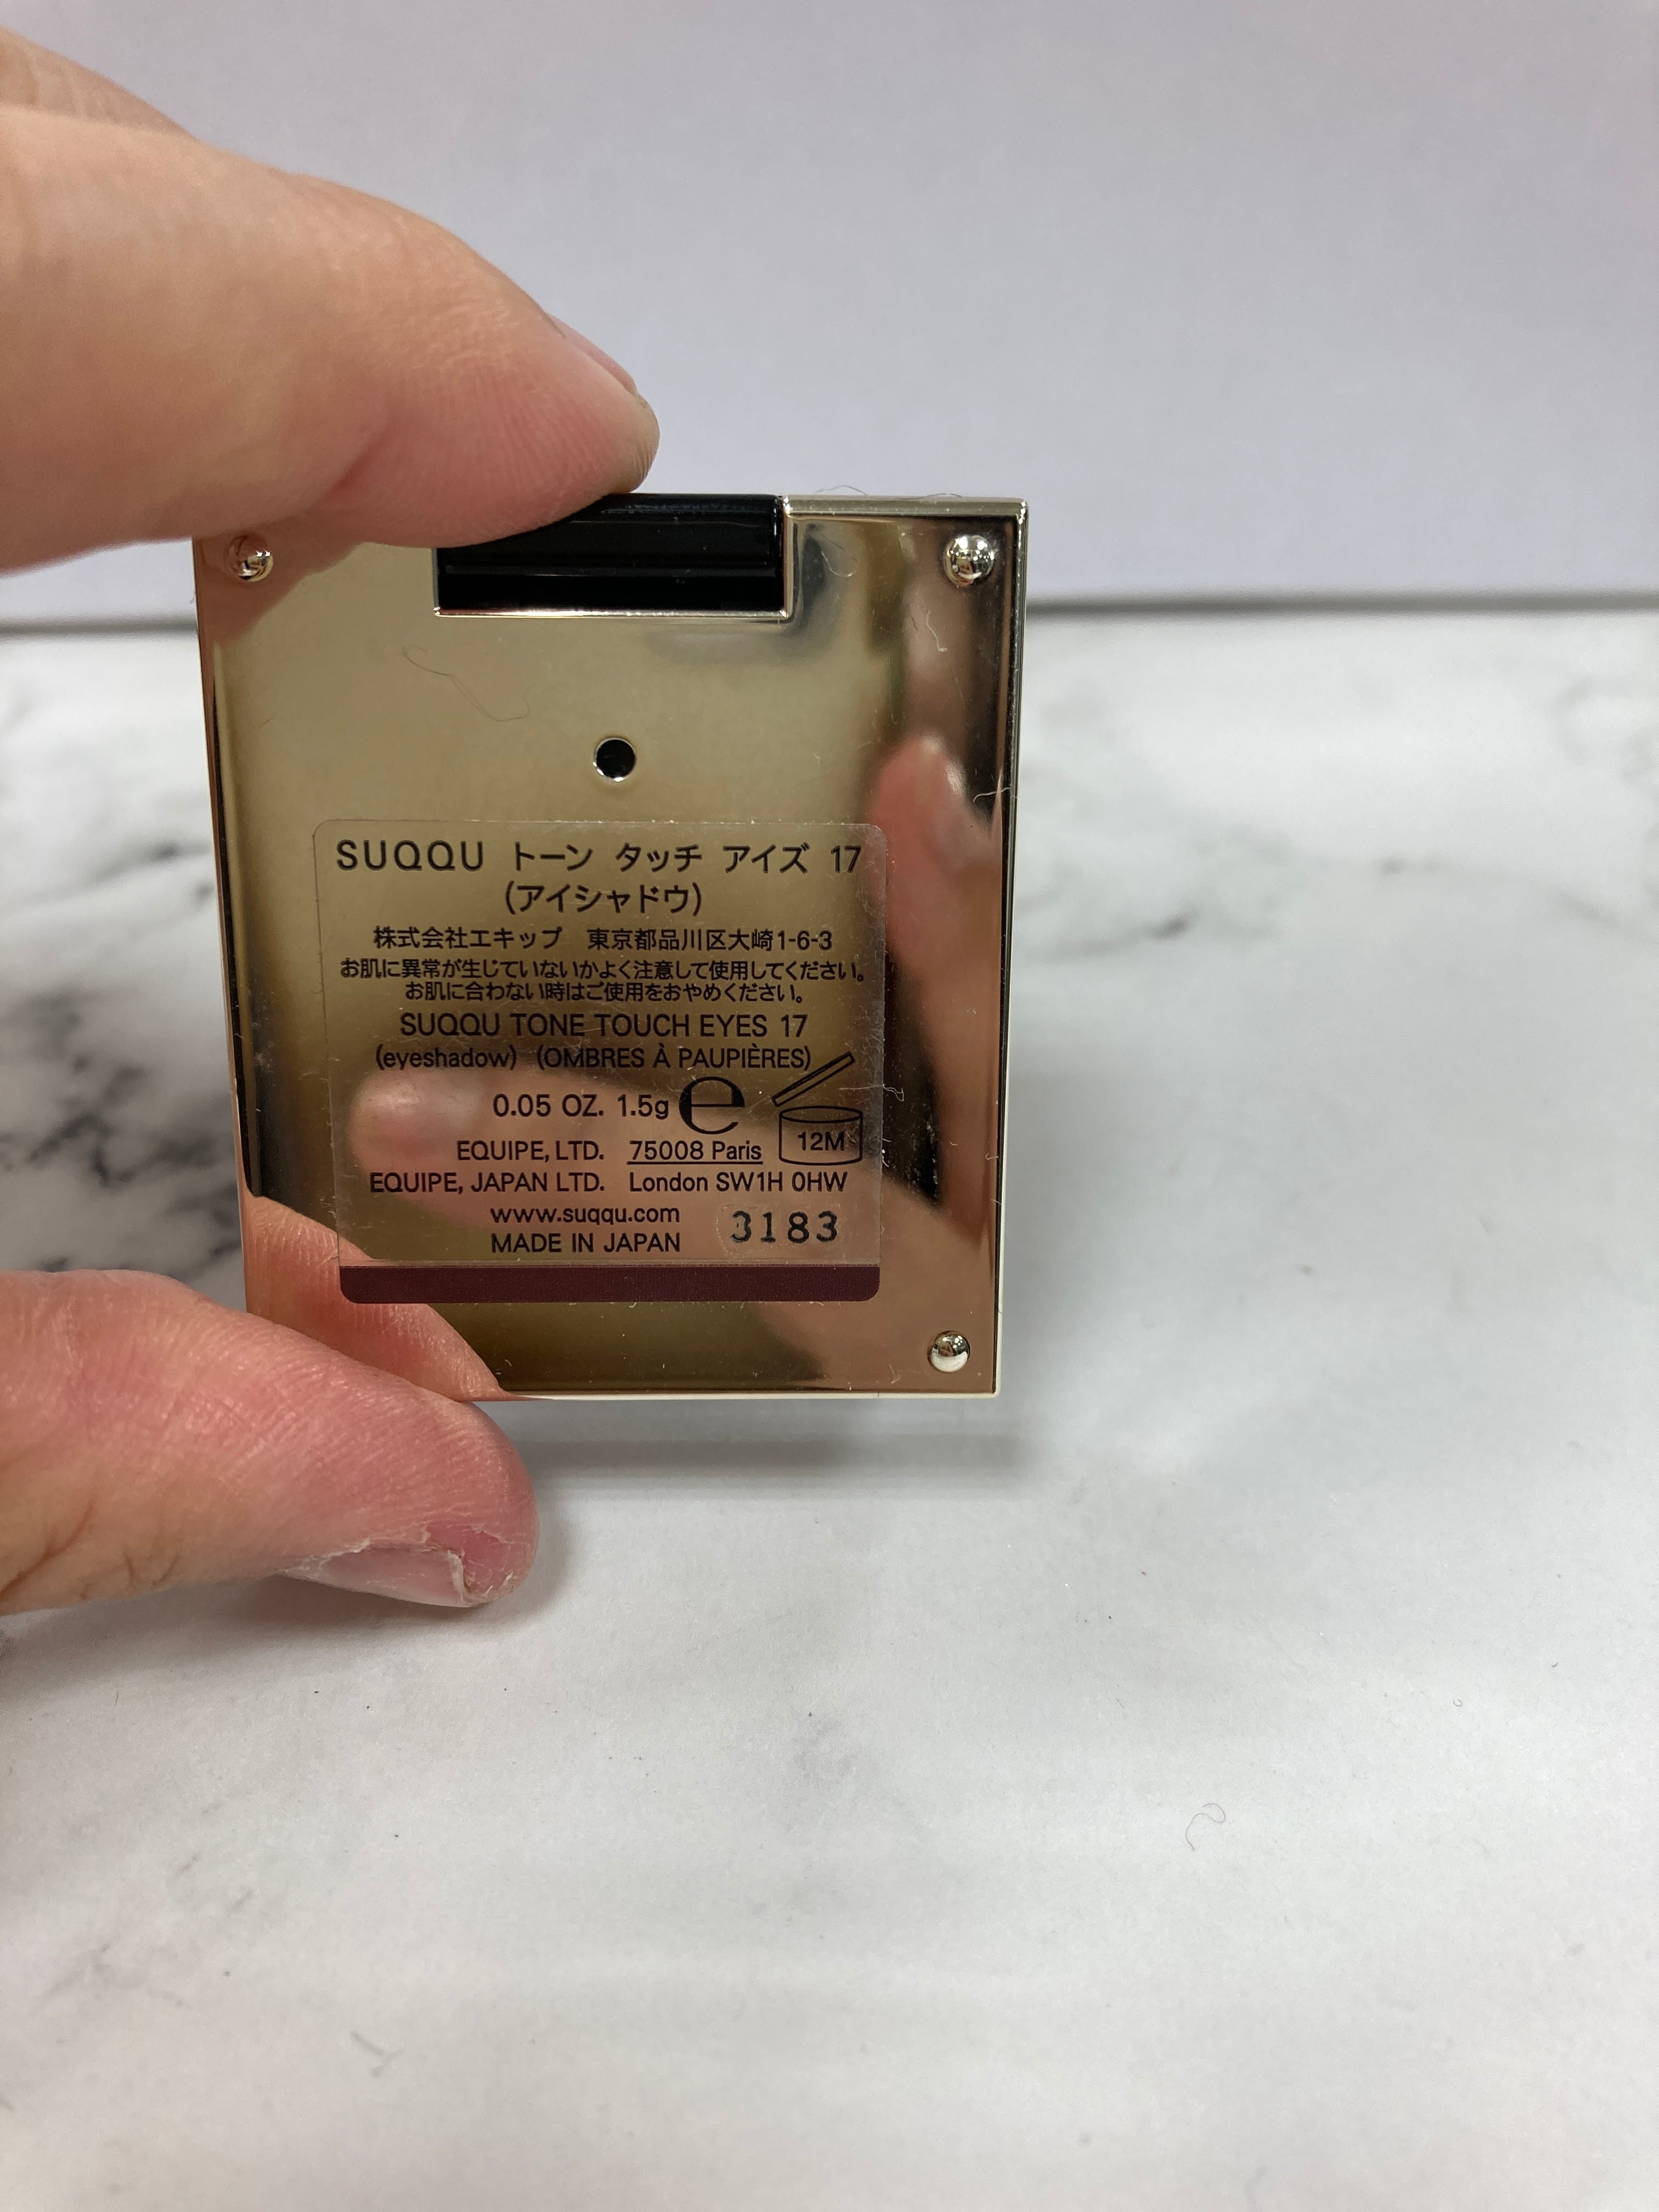 SUQQU トーン タッチ アイズ 17
(アイシャドウ)
株式会社エキップ 東京都品川区大崎1-6-3
お肌に異常が生じていないかよく注意して使用してください。
お肌に合わない時はご使用をおやめください。
SUQQU TONE TOUCH EYES 17
(eyeshadow) (OMBRES À PAUPIÈRES)
0.05 OZ. 1.5g e
12M
EQUIPE, LTD. 75008 Paris
EQUIPE, JAPAN LTD. London SW1H 0HW
www.suqqu.com
3183
MADE IN JAPAN